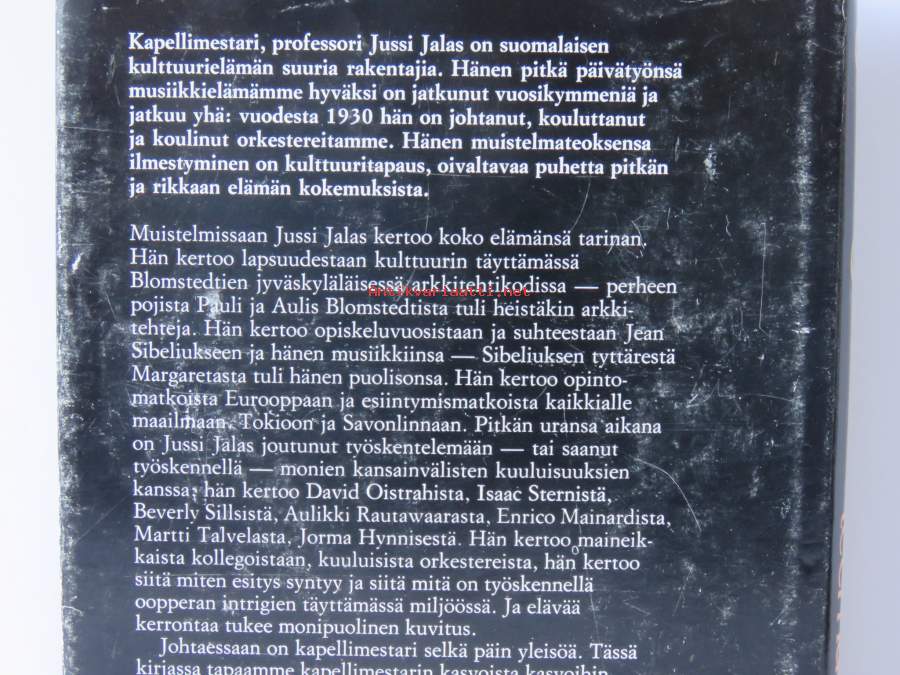 Kapellimestari, professori Jussi Jalas on suomalaisen
kulttuurielämän suuria rakentajia. Hänen pitkä päivätyönsä
musiikkielämämme hyväksi on jatkunut vuosikymmeniä ja
jatkuu yhä: vuodesta 1930 hän on johtanut, kouluttanut
ja koulinut orkestereitamme. Hänen muistelmateoksensa
ilmestyminen on kulttuuritapaus, oivaltavaa puhetta pitkän
ja rikkaan elämän kokemuksista.
Muistelmissaan Jussi Jalas kertoo koko elämänsä tarinan.
Hän kertoo lapsuudestaan kulttuurin täyttämässä
Blomstedtien jyväskyläläisessä arkkitehtikodissa — perheen
antikvariaatti.net
pojista Pauli ja Aulis Blomstedtista tuli heistäkin arkki-
tehteja. Hän kertoo opiskeluvuosistaan ja suhteestaan Jean
Sibeliukseen ja hänen musiikkiinsa — Sibeliuksen tyttärestä
Margaretasta tuli hänen puolisonsa. Hän kertoo opinto-
matkoista Eurooppaan ja esiintymismatkoista kaikkialle
maailmaan, Tokioon ja Savonlinnaan. Pitkän uransa aikana
on Jussi Jalas joutunut työskentelemään — tai saanut
työskennellä — monien kansainvälisten kuuluisuuksien
kanssa; hän kertoo David Oistrahista, Isaac Sternistä,
Beverly Sillsistä, Aulikki Rautawaarasta, Enrico Mainardista,
Martti Talvelasta, Jorma Hynnisestä. Hän kertoo maineik-
kaista kollegoistaan, kuuluisista orkestereista, hän kertoo
siitä miten esitys syntyy ja siitä mitä on työskennellä
oopperan intrigien täyttämässä miljöössä. Ja elävää
kerrontaa tukee monipuolinen kuvitus.
Johtaessaan on kapellimestari selkä päin yleisöä. Tässä
kirjassa tapaamme kapellimestarin kasvoista kasvoihin